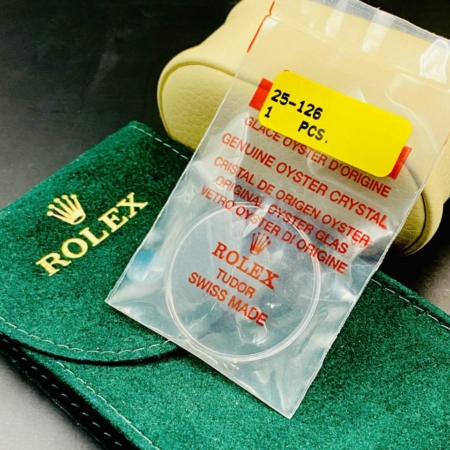 ROLEX
25-126
1 PCS.
GLACE OYSTER D'ORIGINE
GENUINE OYSTER CRYSTAL
CRISTAL DE ORIGEN OYSTER
ORIGINAL OYSTER GLAS
VETRO OYSTER DI ORIGINE
ROLEX
TUDOR
SWISS MADE